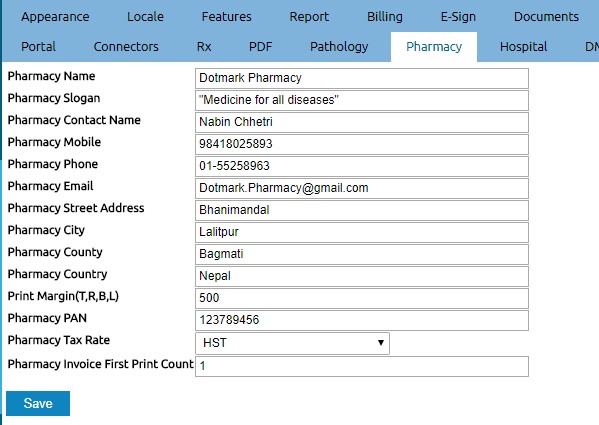 Appearance Locale Features Report Billing E-Sign Documents
Portal Connectors Rx PDF Pathology Pharmacy Hospital DM
Pharmacy Name Dotmark Pharmacy
Pharmacy Slogan "Medicine for all diseases"
Pharmacy Contact Name Nabin Chhetri
Pharmacy Mobile 98418025893
Pharmacy Phone 01-55258963
Pharmacy Email Dotmark.Pharmacy@gmail.com
Pharmacy Street Address Bhanimandal
Pharmacy City Lalitpur
Pharmacy County Bagmati
Pharmacy Country Nepal
Print Margin(T,R,B,L) 500
Pharmacy PAN 123789456
Pharmacy Tax Rate HST
Pharmacy Invoice First Print Count 1
Save